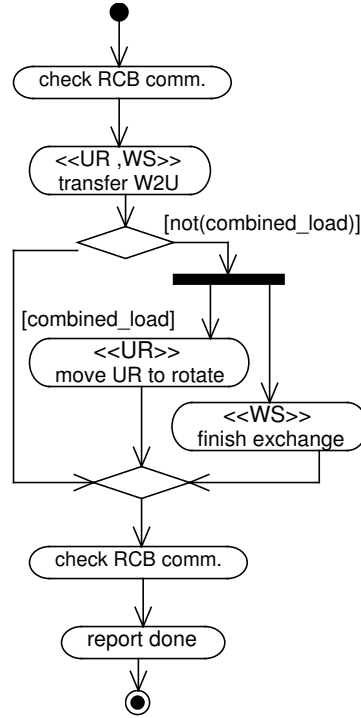 check RCB comm.
<<UR ,WS>>
transfer W2U
[not(combined_load)]
[combined_load]
<<UR>>
move UR to rotate
<<WS>>
finish exchange
check RCB comm.
report done